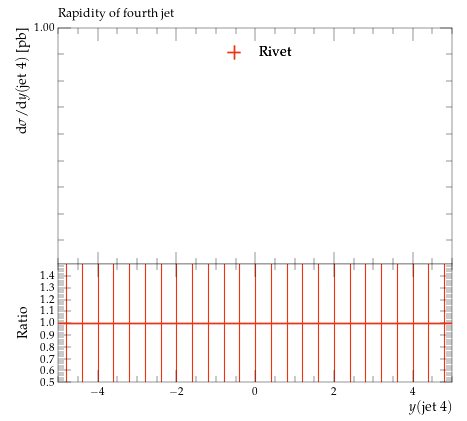 Rapidity of fourth jet
1.00
dσ/dy(jet 4) [pb]
Rivet
Ratio
1.4
1.3
1.2
1.1
1.0
0.9
0.8
0.7
0.6
0.5
−4 −2 0 2 4
y(jet 4)